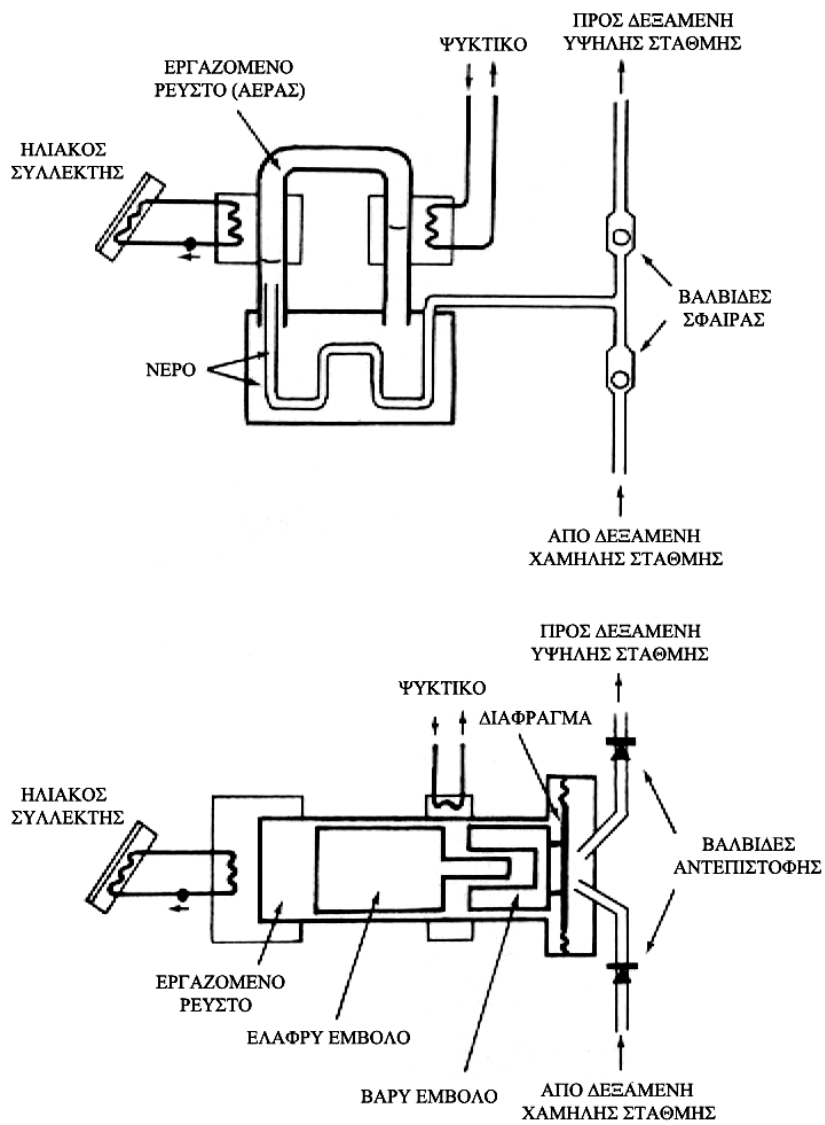 ΠΡΟΣ ΔΕΞΑΜΕΝΗ
ΥΨΗΛΗΣ ΣΤΑΘΜΗΣ
ΨΥΚΤΙΚΟ
ΕΡΓΑΖΟΜΕΝΟ
ΡΕΥΣΤΟ (ΑΕΡΑΣ)
ΗΛΙΑΚΟΣ
ΣΥΛΛΕΚΤΗΣ
ΒΑΛΒΙΔΕΣ
ΣΦΑΙΡΑΣ
ΝΕΡΟ
ΑΠΟ ΔΕΞΑΜΕΝΗ
ΧΑΜΗΛΗΣ ΣΤΑΘΜΗΣ
ΠΡΟΣ ΔΕΞΑΜΕΝΗ
ΥΨΗΛΗΣ ΣΤΑΘΜΗΣ
ΨΥΚΤΙΚΟ
ΔΙΑΦΡΑΓΜΑ
ΗΛΙΑΚΟΣ
ΣΥΛΛΕΚΤΗΣ
ΒΑΛΒΙΔΕΣ
ΑΝΤΕΠΙΣΤΟΦΗΣ
ΕΡΓΑΖΟΜΕΝΟ
ΡΕΥΣΤΟ
ΕΛΑΦΡΥ ΕΜΒΟΛΟ
ΒΑΡΥ ΕΜΒΟΛΟ
ΑΠΟ ΔΕΞΑΜΕΝΗ
ΧΑΜΗΛΗΣ ΣΤΑΘΜΗΣ